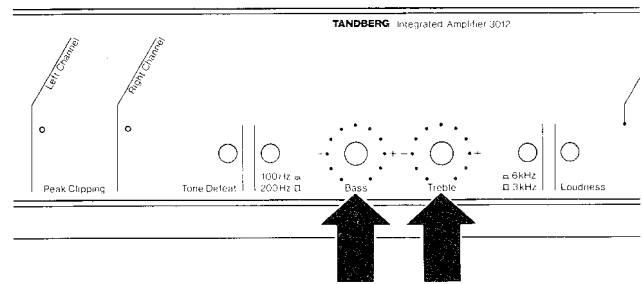 TANDBERG Integrated Amplifier 3012
Left Channel
Right Channel
Peak Clipping
Tone Defeat
100Hz
200Hz
- Bass +
- Treble +
6kHz
3kHz
Loudness